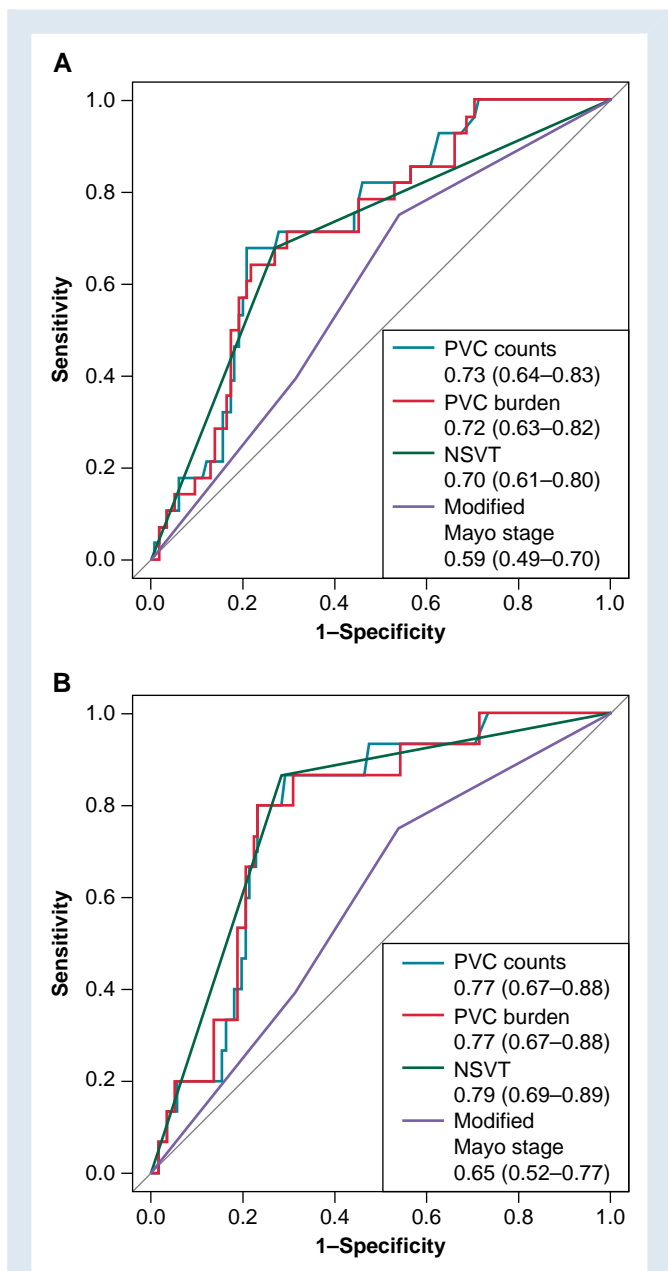 A
1.0
0.8
0.6
0.4
0.2
0.0
Sensitivity
PVC counts
0.73 (0.64–0.83)
PVC burden
0.72 (0.63–0.82)
NSVT
0.70 (0.61–0.80)
Modified
Mayo stage
0.59 (0.49–0.70)
0.0 0.2 0.4 0.6 0.8 1.0
1–Specificity
B
1.0
0.8
0.6
0.4
0.2
0.0
Sensitivity
PVC counts
0.77 (0.67–0.88)
PVC burden
0.77 (0.67–0.88)
NSVT
0.79 (0.69–0.89)
Modified
Mayo stage
0.65 (0.52–0.77)
0.0 0.2 0.4 0.6 0.8 1.0
1–Specificity